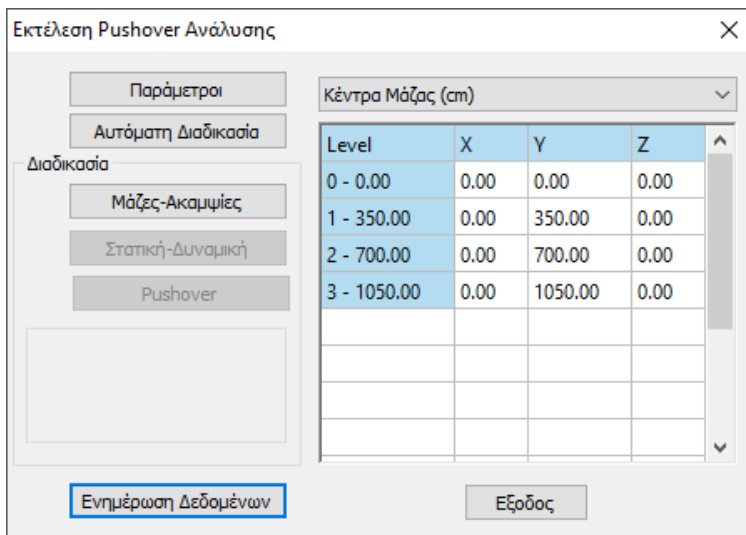 Εκτέλεση Pushover Ανάλυσης
Παράμετροι
Αυτόματη Διαδικασία
Διαδικασία
Μάζες-Ακαμψίες
Στατική-Δυναμική
Pushover
Ενημέρωση Δεδομένων
Κέντρα Μάζας (cm)
Level X Y Z
0 - 0.00 0.00 0.00 0.00
1 - 350.00 0.00 350.00 0.00
2 - 700.00 0.00 700.00 0.00
3 - 1050.00 0.00 1050.00 0.00
Εξοδος